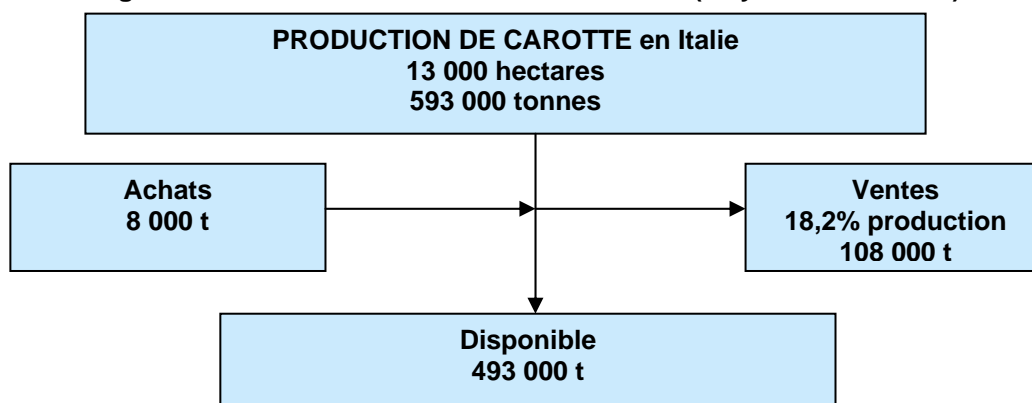 PRODUCTION DE CAROTTE en Italie
13 000 hectares
593 000 tonnes
Achats
8 000 t
Ventes
18,2% production
108 000 t
Disponible
493 000 t